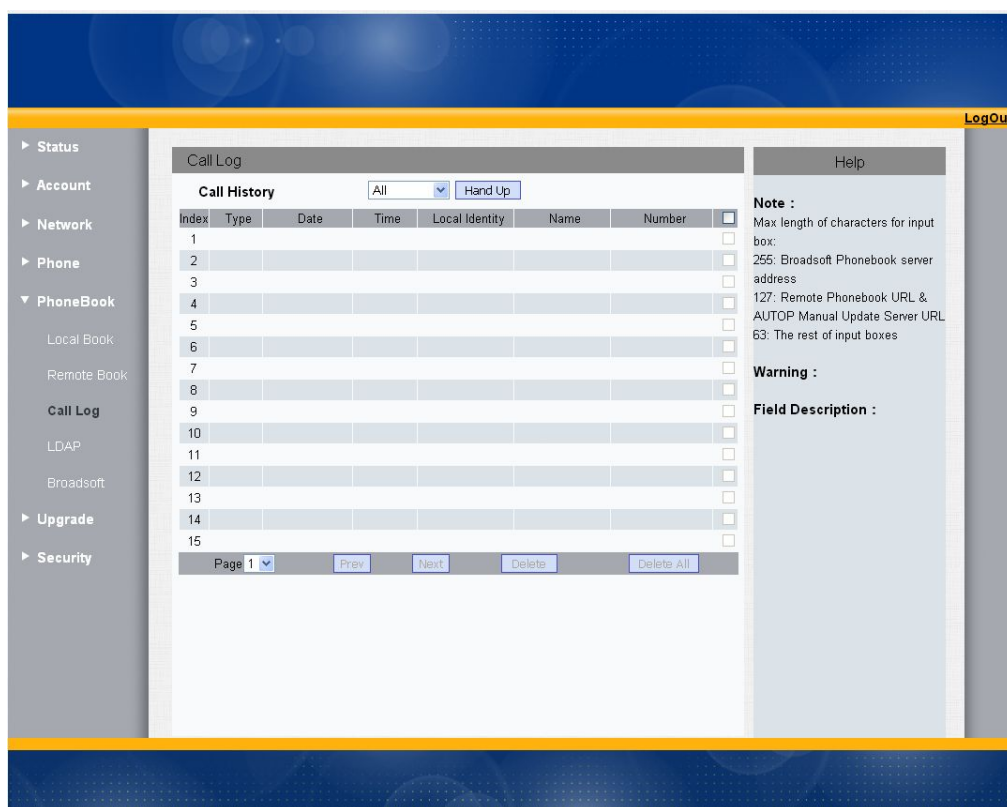 LogOu
Status
Account
Network
Phone
PhoneBook
Local Book
Remote Book
Call Log
LDAP
Broadsoft
Upgrade
Security
Call Log
Call History All Hand Up
Index Type Date Time Local Identity Name Number
1
2
3
4
5
6
7
8
9
10
11
12
13
14
15
Page 1 Prev Next Delete Delete All
Help
Note :
Max length of characters for input
box:
255: Broadsoft Phonebook server
address
127: Remote Phonebook URL &
AUTOP Manual Update Server URL
63: The rest of input boxes
Warning :
Field Description :